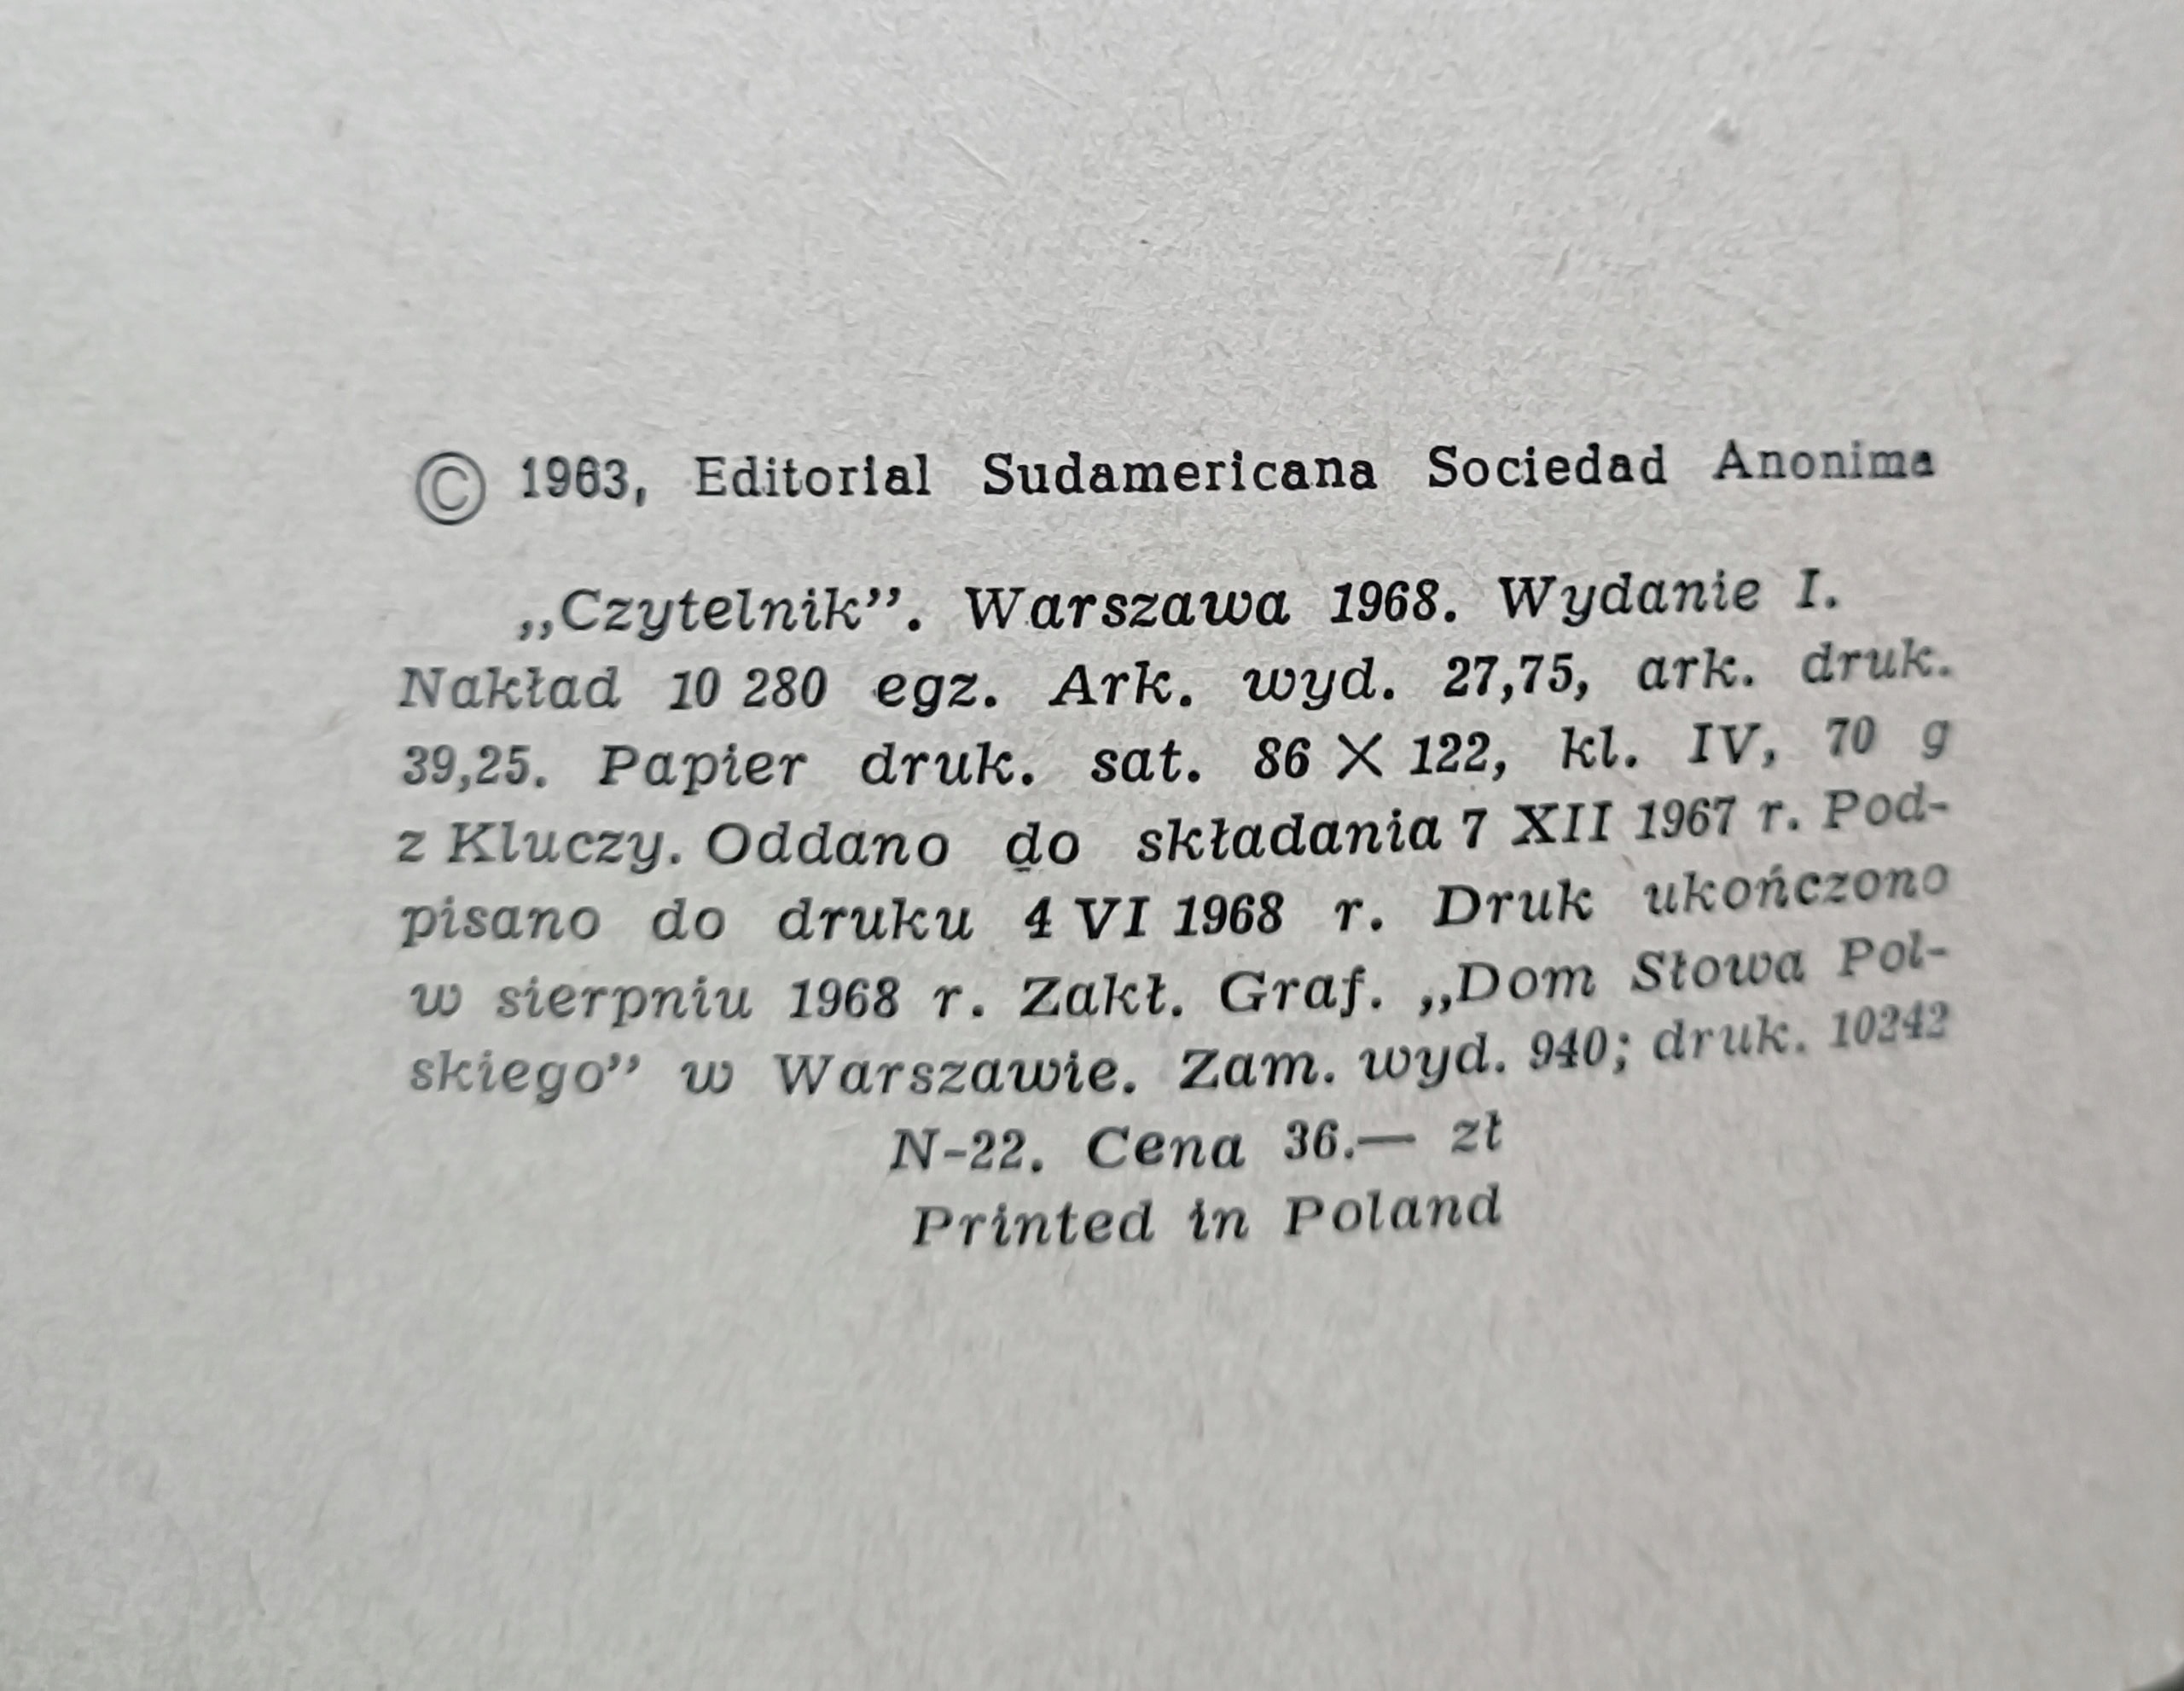 © 1963, Editorial Sudamericana Sociedad Anonima
„Czytelnik”. Warszawa 1968. Wydanie I.
Nakład 10 280 egz. Ark. wyd. 27,75, ark. druk.
39,25. Papier druk. sat. 86 × 122, kl. IV, 70 g
z Kluczy. Oddano do składania 7 XII 1967 r. Pod-
pisano do druku 4 VI 1968 r. Druk ukończono
w sierpniu 1968 r. Zakł. Graf. „Dom Słowa Pol-
skiego” w Warszawie. Zam. wyd. 940; druk. 10242
N-22. Cena 36.— zł
Printed in Poland